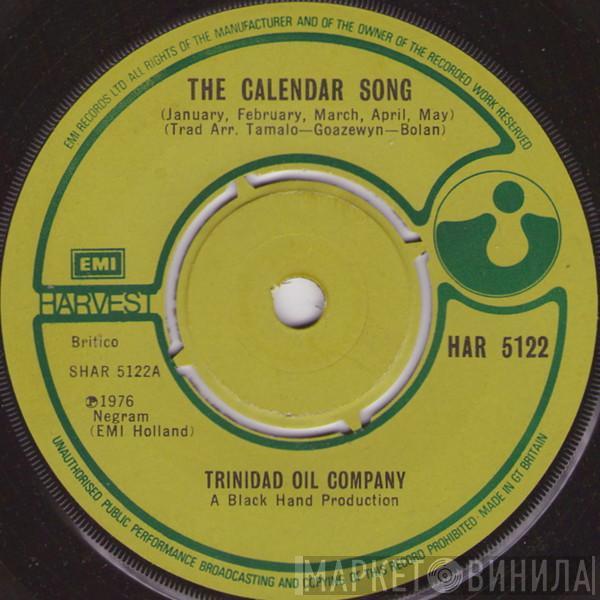 EMI RECORDS LTD ALL RIGHTS OF THE MANUFACTURER AND OF THE OWNER OF THE RECORDED WORK RESERVED
THE CALENDAR SONG
(January, February, March, April, May)
(Trad Arr. Tamalo—Goazewyn—Bolan)
EMI
HARVEST
Britico
HAR 5122
SHAR 5122A
℗1976
Negram
(EMI Holland)
TRINIDAD OIL COMPANY
A Black Hand Production
UNAUTHORISED PUBLIC PERFORMANCE BROADCASTING AND COPYING OF THIS RECORD PROHIBITED · MADE IN GT BRITAIN
МАРКЕТ ВИНИЛА